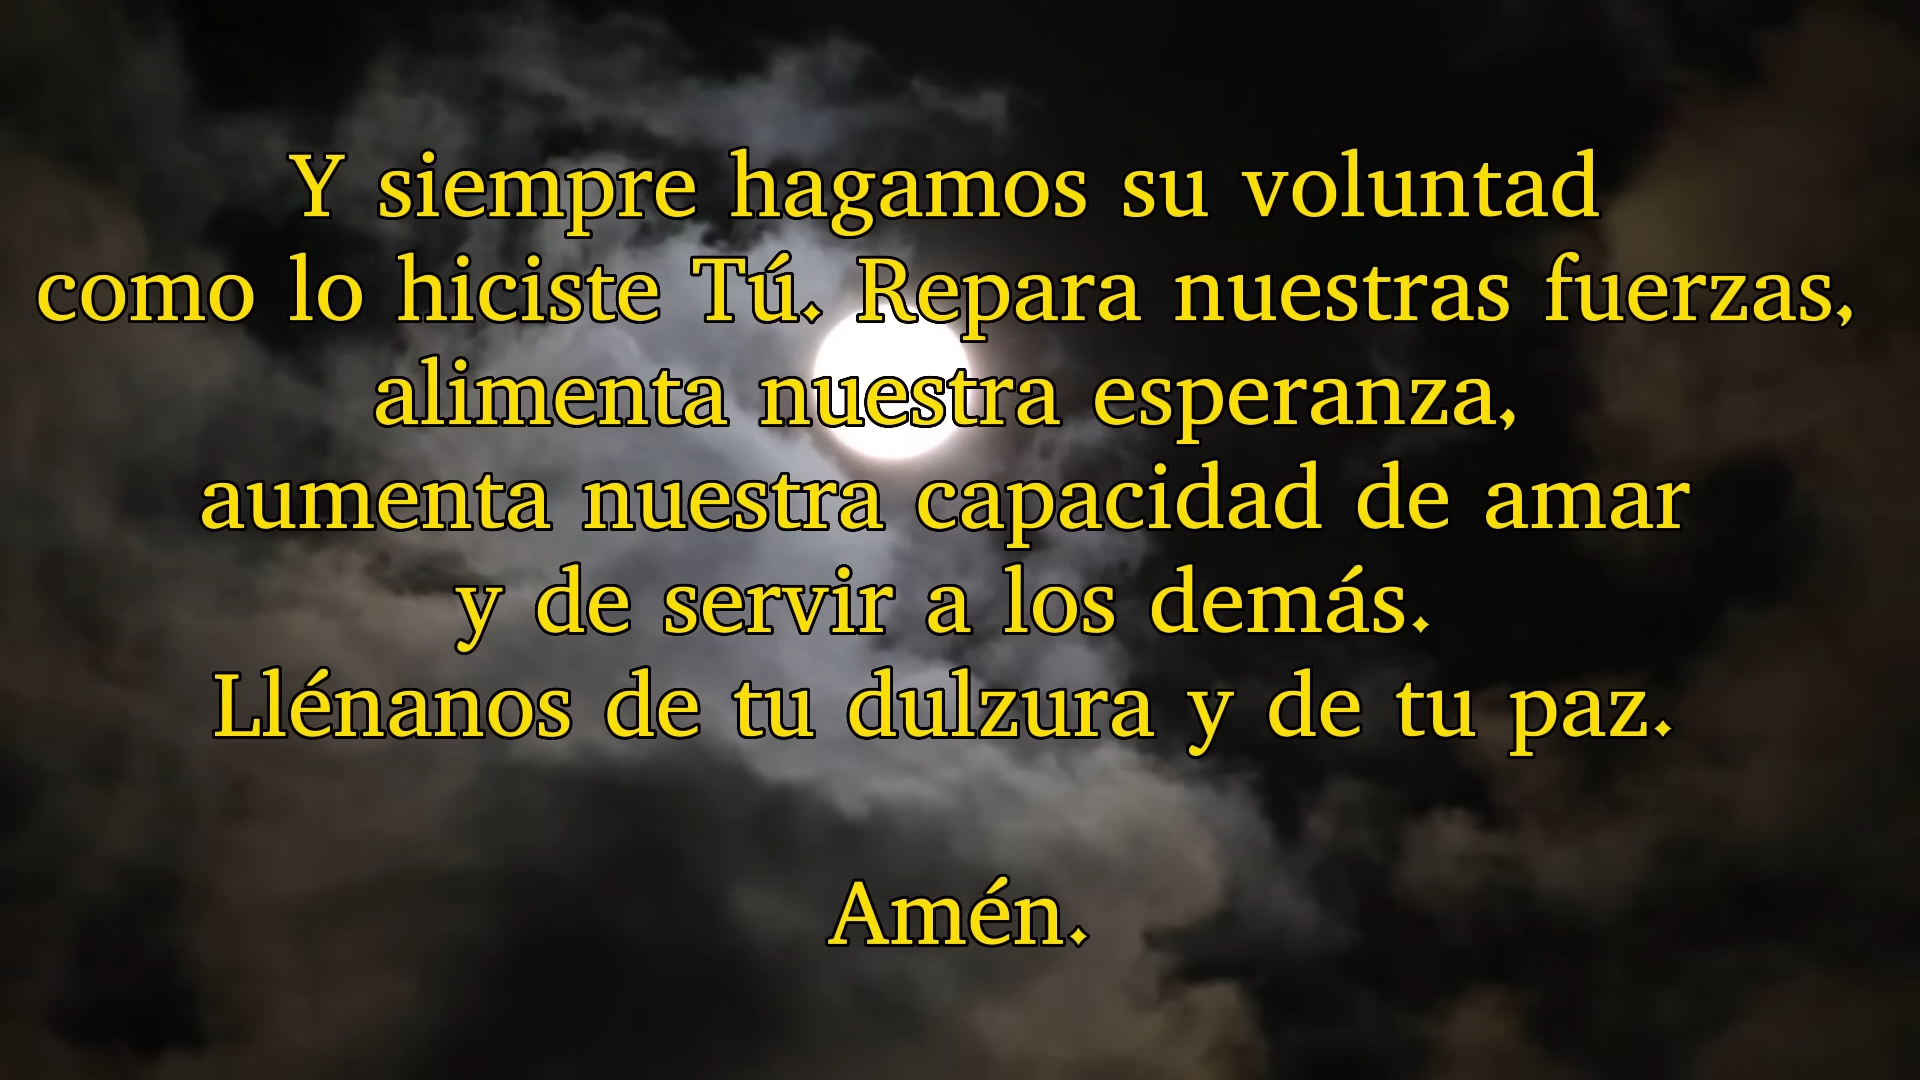 Y siempre hagamos su voluntad
como lo hiciste Tú. Repara nuestras fuerzas,
alimenta nuestra esperanza,
aumenta nuestra capacidad de amar
y de servir a los demás.
Llénanos de tu dulzura y de tu paz.
Amén.